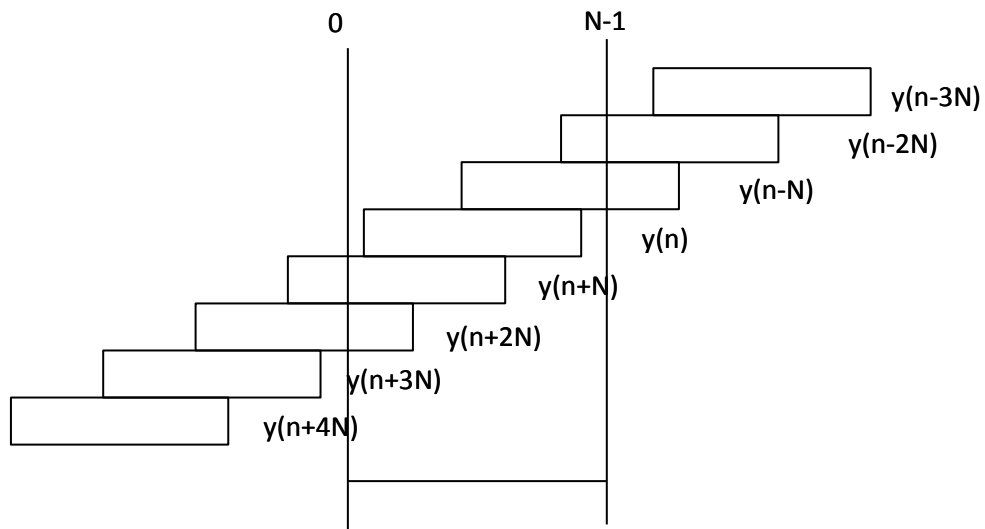 0
N-1
y(n-3N)
y(n-2N)
y(n-N)
y(n)
y(n+N)
y(n+2N)
y(n+3N)
y(n+4N)